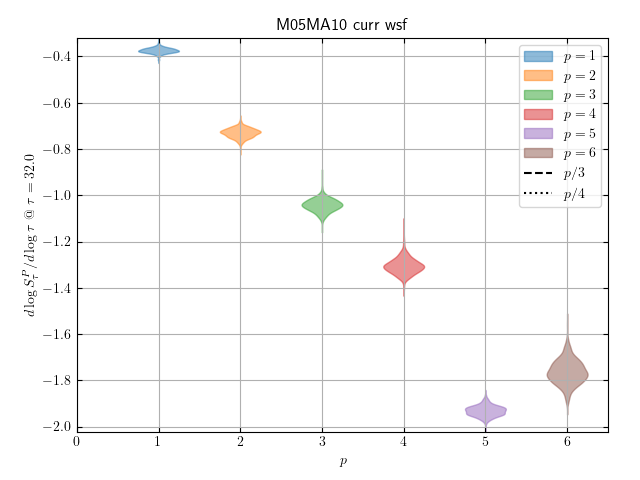 M05MA10 curr wsf
−0.4
−0.6
−0.8
−1.0
−1.2
−1.4
−1.6
−1.8
−2.0
d log S_τ^P / d log τ @ τ = 32.0
p = 1
p = 2
p = 3
p = 4
p = 5
p = 6
p/3
p/4
0 1 2 3 4 5 6
p